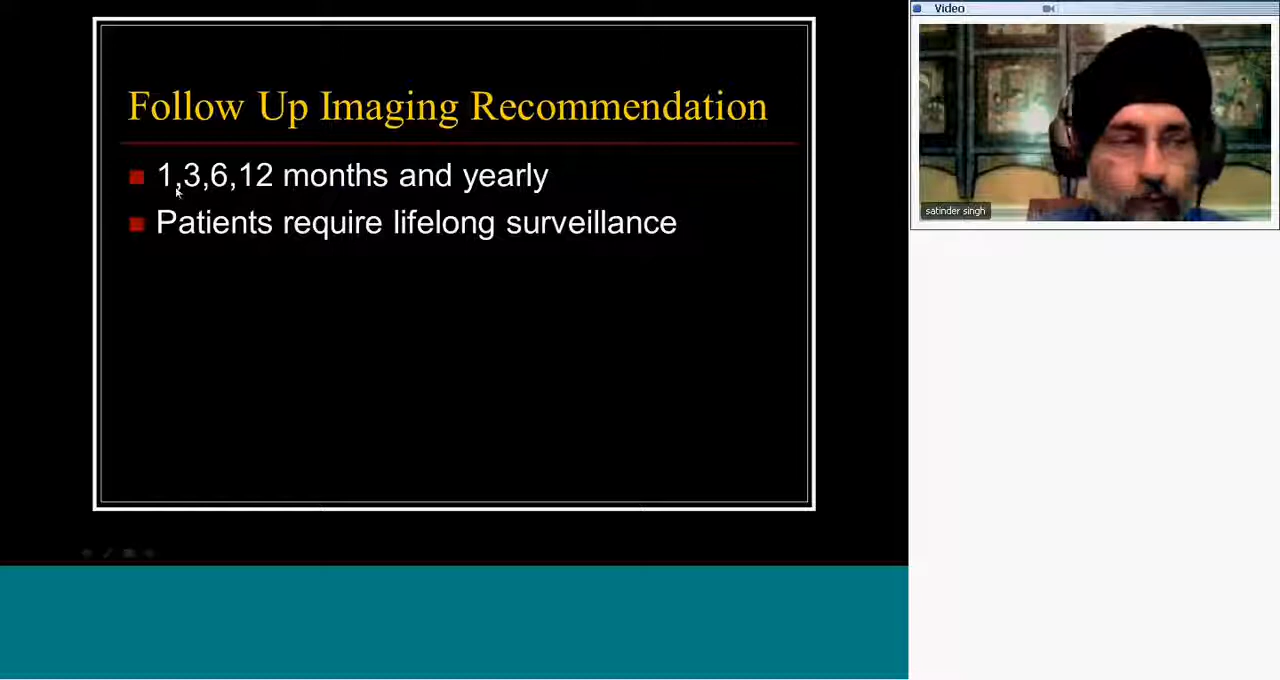 Follow Up Imaging Recommendation
1,3,6,12 months and yearly
Patients require lifelong surveillance
Video
satinder singh